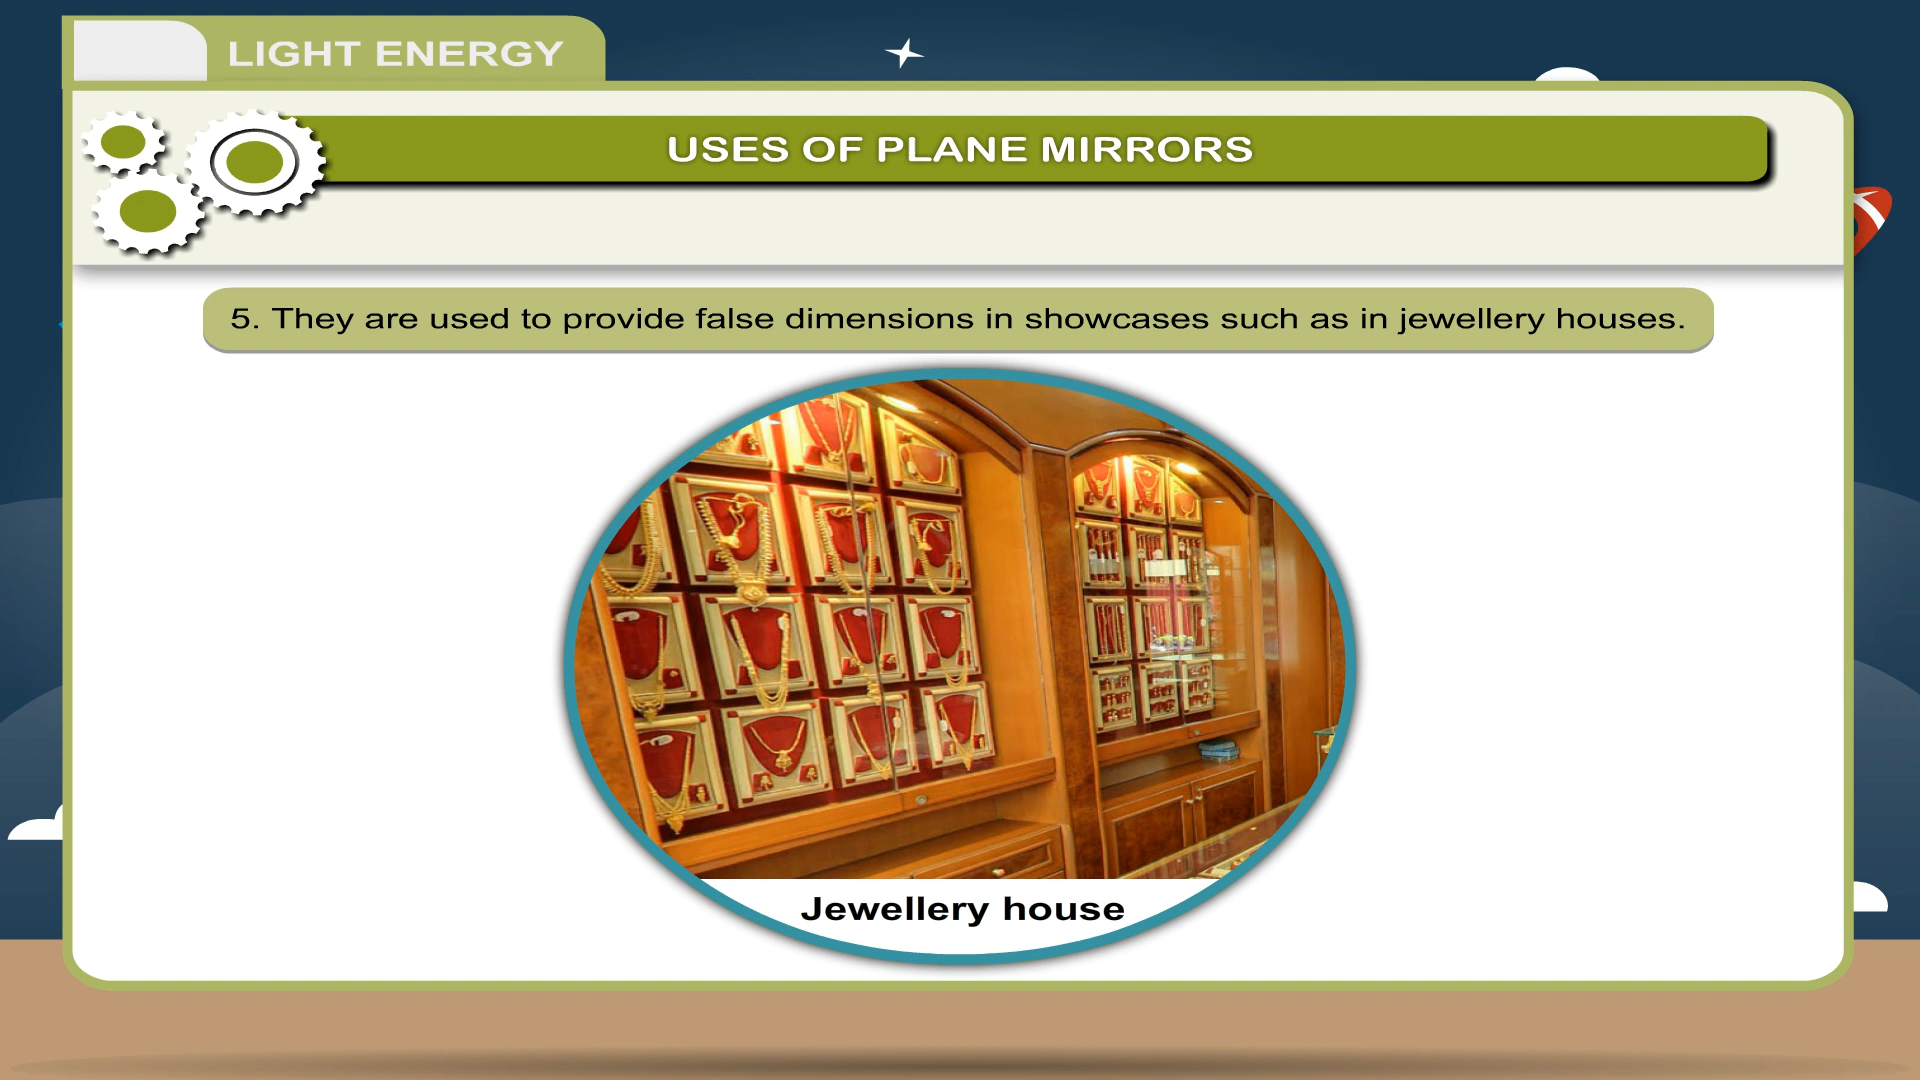 LIGHT ENERGY
USES OF PLANE MIRRORS
5. They are used to provide false dimensions in showcases such as in jewellery houses.
Jewellery house